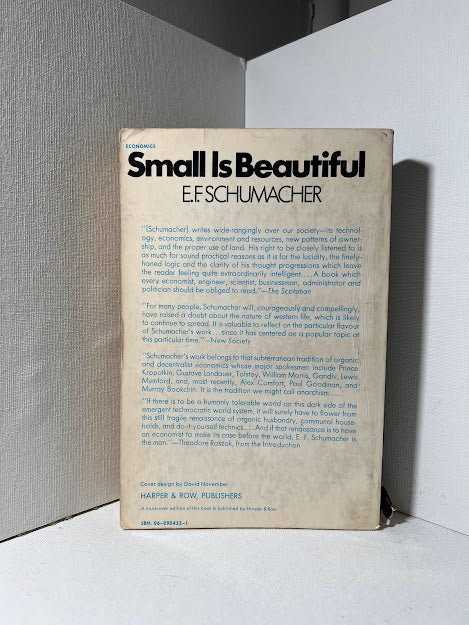 ECONOMICS
Small Is Beautiful
E.F. SCHUMACHER
"(Schumacher) writes wide-rangingly over our society—its technol-
ogy, economics, environment and resources, new patterns of owner-
ship, and the proper use of land. His right to be closely listened to is
as much for sound practical reasons as it is for the lucidity, the finely-
honed logic and the clarity of his thought progressions which leave
the reader feeling quite extraordinarily intelligent. . . . A book which
every economist, engineer, scientist, businessman, administrator and
politician should be obliged to read."—The Scotsman
"For many people, Schumacher will, courageously and compellingly,
have raised a doubt about the nature of western life, which is likely
to continue to spread. It is valuable to reflect on the particular flavour
of Schumacher's work . . . since it has centered on a popular topic at
this particular time."—New Society
"Schumacher's work belongs to that subterranean tradition of organic
and decentralist economics whose major spokesmen include Prince
Kropotkin, Gustave Landauer, Tolstoy, William Morris, Gandhi, Lewis
Mumford, and, most recently, Alex Comfort, Paul Goodman, and
Murray Bookchin. It is the tradition we might call anarchism. . . .
"If there is to be a humanly tolerable world on this dark side of the
emergent technocratic world system, it will surely have to flower from
this still fragile renaissance of organic husbandry, communal house-
holds, and do-it-yourself technics. . . . And if that renaissance is to have
an economist to make its case before the world, E. F. Schumacher is
the man."—Theodore Roszak, from the Introduction
Cover design by David November
HARPER & ROW, PUBLISHERS
A hardcover edition of this book is published by Harper & Row
SBN: 06-090432-1